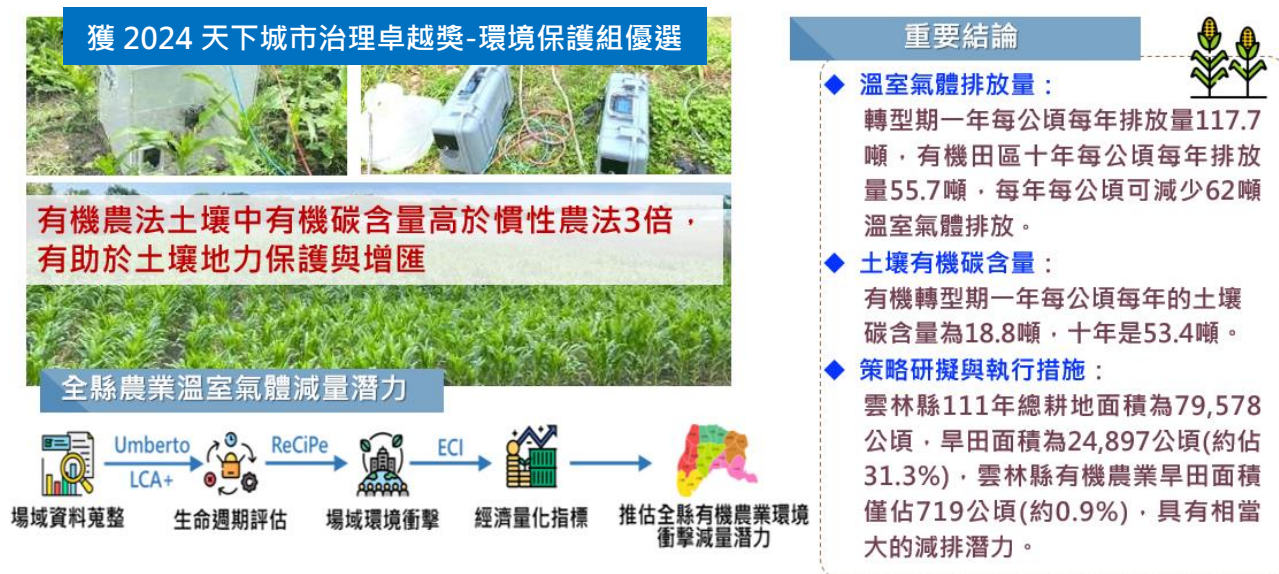 獲 2024 天下城市治理卓越獎-環境保護組優選
有機農法土壤中有機碳含量高於慣性農法3倍，
有助於土壤地力保護與增匯
全縣農業溫室氣體減量潛力
Umberto
LCA+
ReCiPe
ECI
場域資料蒐整
生命週期評估
場域環境衝擊
經濟量化指標
推估全縣有機農業環境
衝擊減量潛力
重要結論
◆ 溫室氣體排放量：
轉型期一年每公頃每年排放量117.7
噸，有機田區十年每公頃每年排放
量55.7噸，每年每公頃可減少62噸
溫室氣體排放。
◆ 土壤有機碳含量：
有機轉型期一年每公頃每年的土壤
碳含量為18.8噸，十年是53.4噸。
◆ 策略研擬與執行措施：
雲林縣111年總耕地面積為79,578
公頃，旱田面積為24,897公頃(約佔
31.3%)，雲林縣有機農業旱田面積
僅佔719公頃(約0.9%)，具有相當
大的減排潛力。